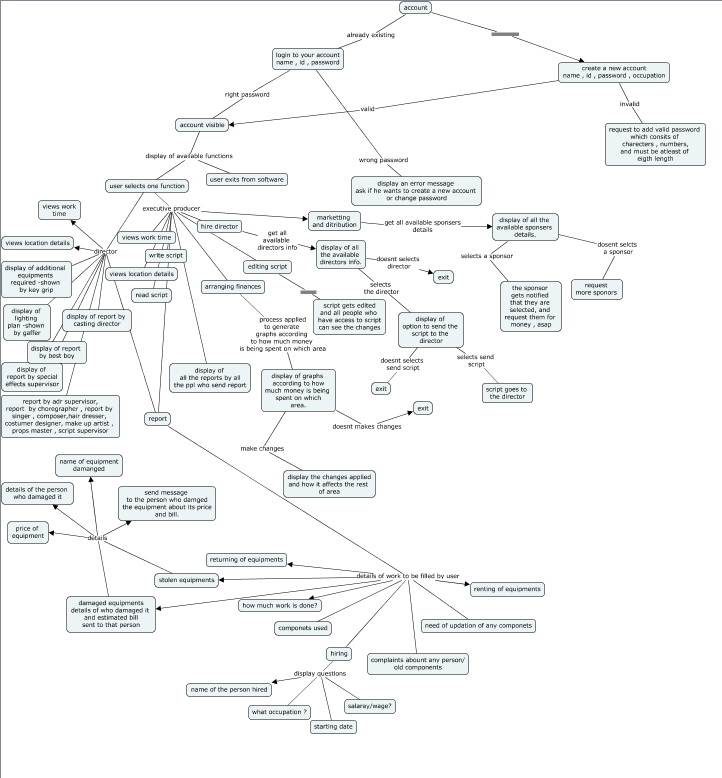 account
already existing
login to your account
name , id , password
create a new account
name , id , password , occupation
right password
valid
invalid
account visible
request to add valid password
which consits of
charecters , numbers,
and must be atleast of
eigth length
display of available functions
wrong password
user selects one function
user exits from software
display an error message
ask if he wants to create a new account
or change password
views work
time
executive producer
marketting
and ditribution
get all available sponsers
details
display of all the
available sponsers
details.
hire director
get all
available
directors info
views location details
views work time
director
write script
display of all
the available
directors info.
doesnt selects
director
exit
selects a sponser
dosent selcts
a sponsor
editing script
display of additional
equipments
required -shown
by key grip
views location details
arranging finances
selects
the director
request
more sponors
the sponsor
gets notified
that they are
selected, and
request them for
money , asap
read script
script gets edited
and all people who
have access to script
can see the changes
display of
lighting
plan -shown
by gaffer
display of report by
casting director
process applied
to generate
graphs according
to how much money
is being spent on which area
display of
option to send the
script to the
director
display of report
by best boy
doesnt selects
send script
selects send
script
display of
report by special
effects supervisor
display of
all the reports by all
the ppl who send report
display of graphs
according to how
much money is being
spent on which
area.
exit
script goes to
the director
report by adr supervisor,
report by choregrapher , report by
singer , composer,hair dresser,
costumer designer, make up artist ,
props master , script supervisor
report
exit
doesnt makes changes
make changes
name of equipment
damanged
display the changes applied
and how it affects the rest
of area
details of the person
who damaged it
send message
to the person who damged
the equipment about its price
and bill.
price of
equipment
details
returning of equipments
stolen equipments
details of work to be filled by user
renting of equipments
damaged equipments
details of who damaged it
and estimated bill
sent to that person
how much work is done?
componets used
need of updation of any componets
hiring
complaints abount any person/
old components
display questions
name of the person hired
what occupation ?
salaray/wage?
starting date